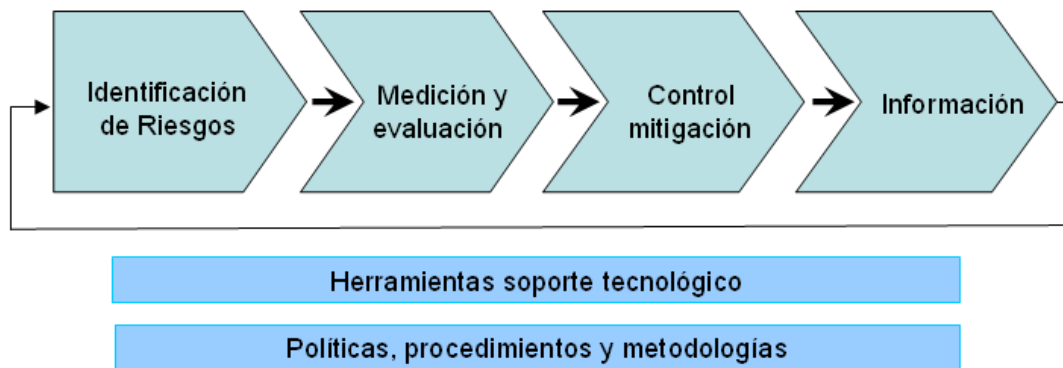 Identificación
de Riesgos
Medición y
evaluación
Control
mitigación
Información
Herramientas soporte tecnológico
Políticas, procedimientos y metodologías